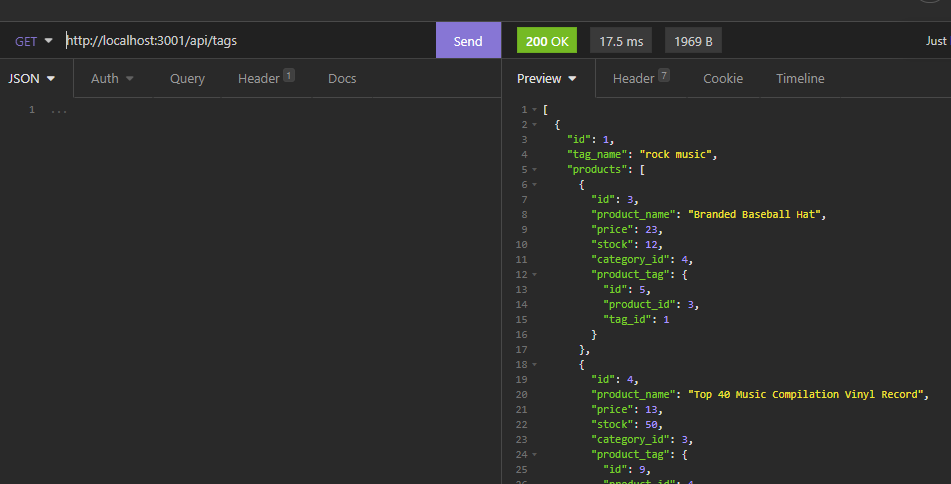 GET http://localhost:3001/api/tags Send 200 OK 17.5 ms 1969 B Just
JSON Auth Query Header 1 Docs Preview Header 7 Cookie Timeline
1 ...
1 [
2 {
3 "id": 1,
4 "tag_name": "rock music",
5 "products": [
6 {
7 "id": 3,
8 "product_name": "Branded Baseball Hat",
9 "price": 23,
10 "stock": 12,
11 "category_id": 4,
12 "product_tag": {
13 "id": 5,
14 "product_id": 3,
15 "tag_id": 1
16 }
17 },
18 {
19 "id": 4,
20 "product_name": "Top 40 Music Compilation Vinyl Record",
21 "price": 13,
22 "stock": 50,
23 "category_id": 3,
24 "product_tag": {
25 "id": 9,
26 "product_id": 4